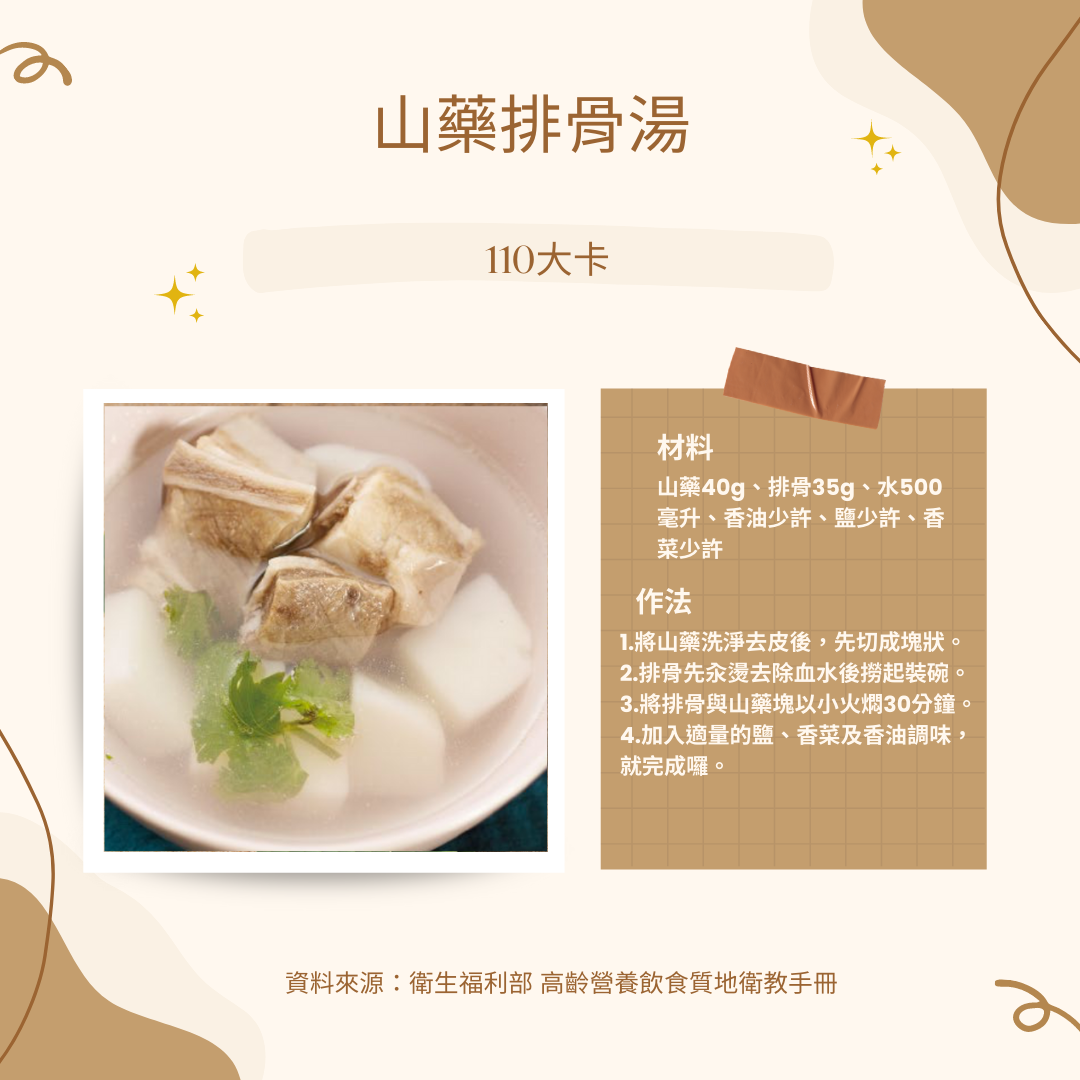 山藥排骨湯
110大卡
材料
山藥40g、排骨35g、水500
毫升、香油少許、鹽少許、香
菜少許
作法
1.將山藥洗淨去皮後，先切成塊狀。
2.排骨先汆燙去除血水後撈起裝碗。
3.將排骨與山藥塊以小火燜30分鐘。
4.加入適量的鹽、香菜及香油調味，
就完成囉。
資料來源：衛生福利部 高齡營養飲食質地衛教手冊